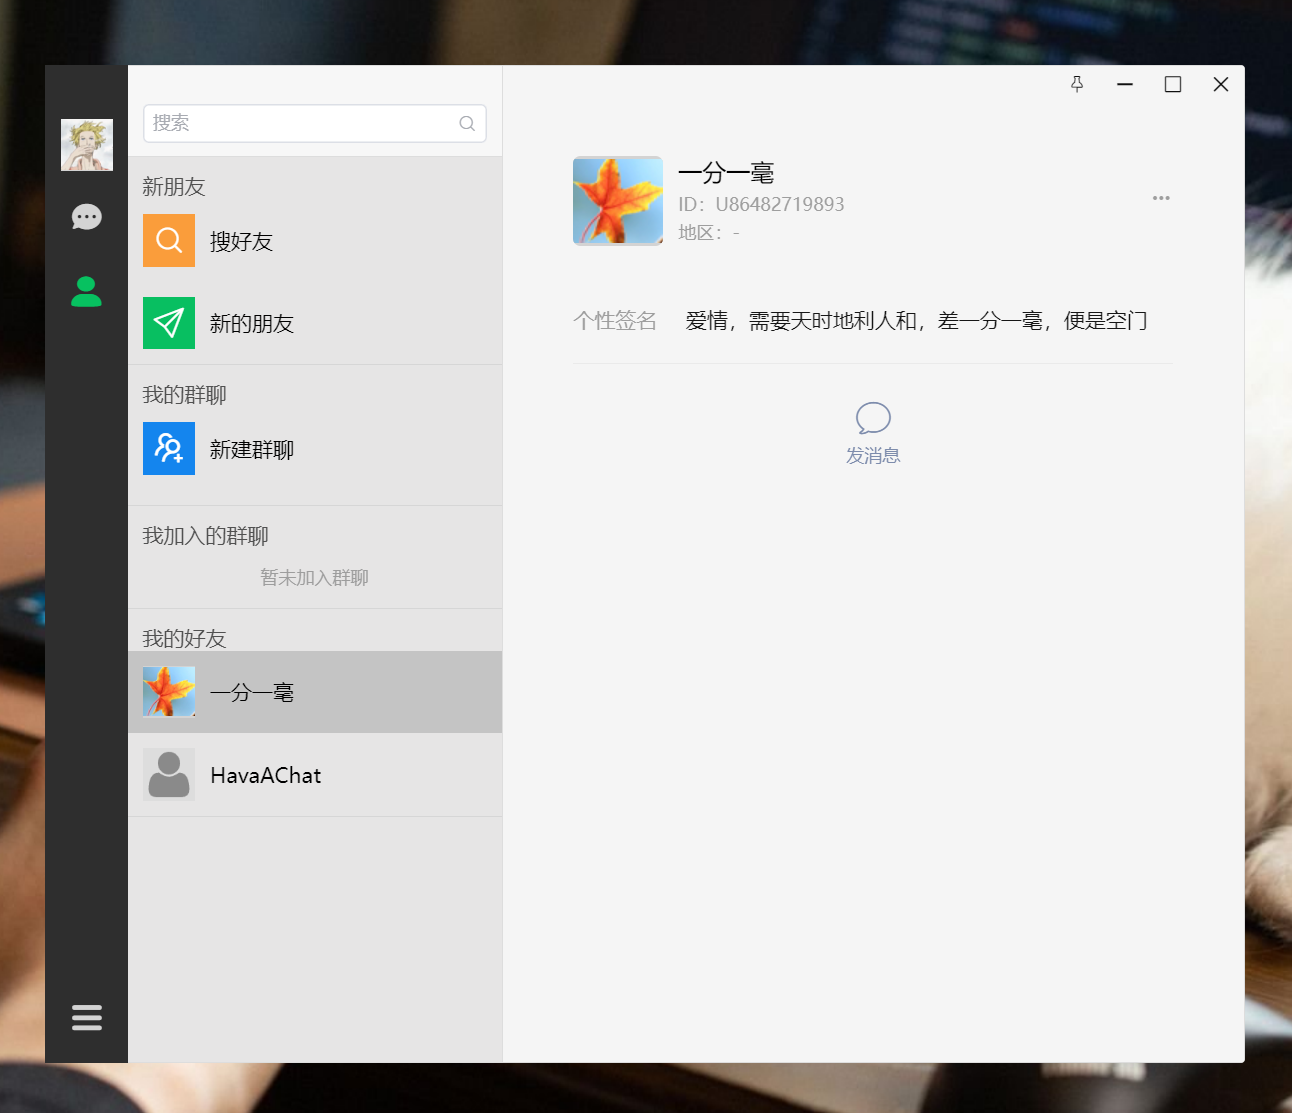 搜索
新朋友
搜好友
新的朋友
我的群聊
新建群聊
我加入的群聊
暂未加入群聊
我的好友
一分一毫
HavaAChat
一分一毫
ID：U86482719893
地区：-
个性签名 爱情，需要天时地利人和，差一分一毫，便是空门
发消息